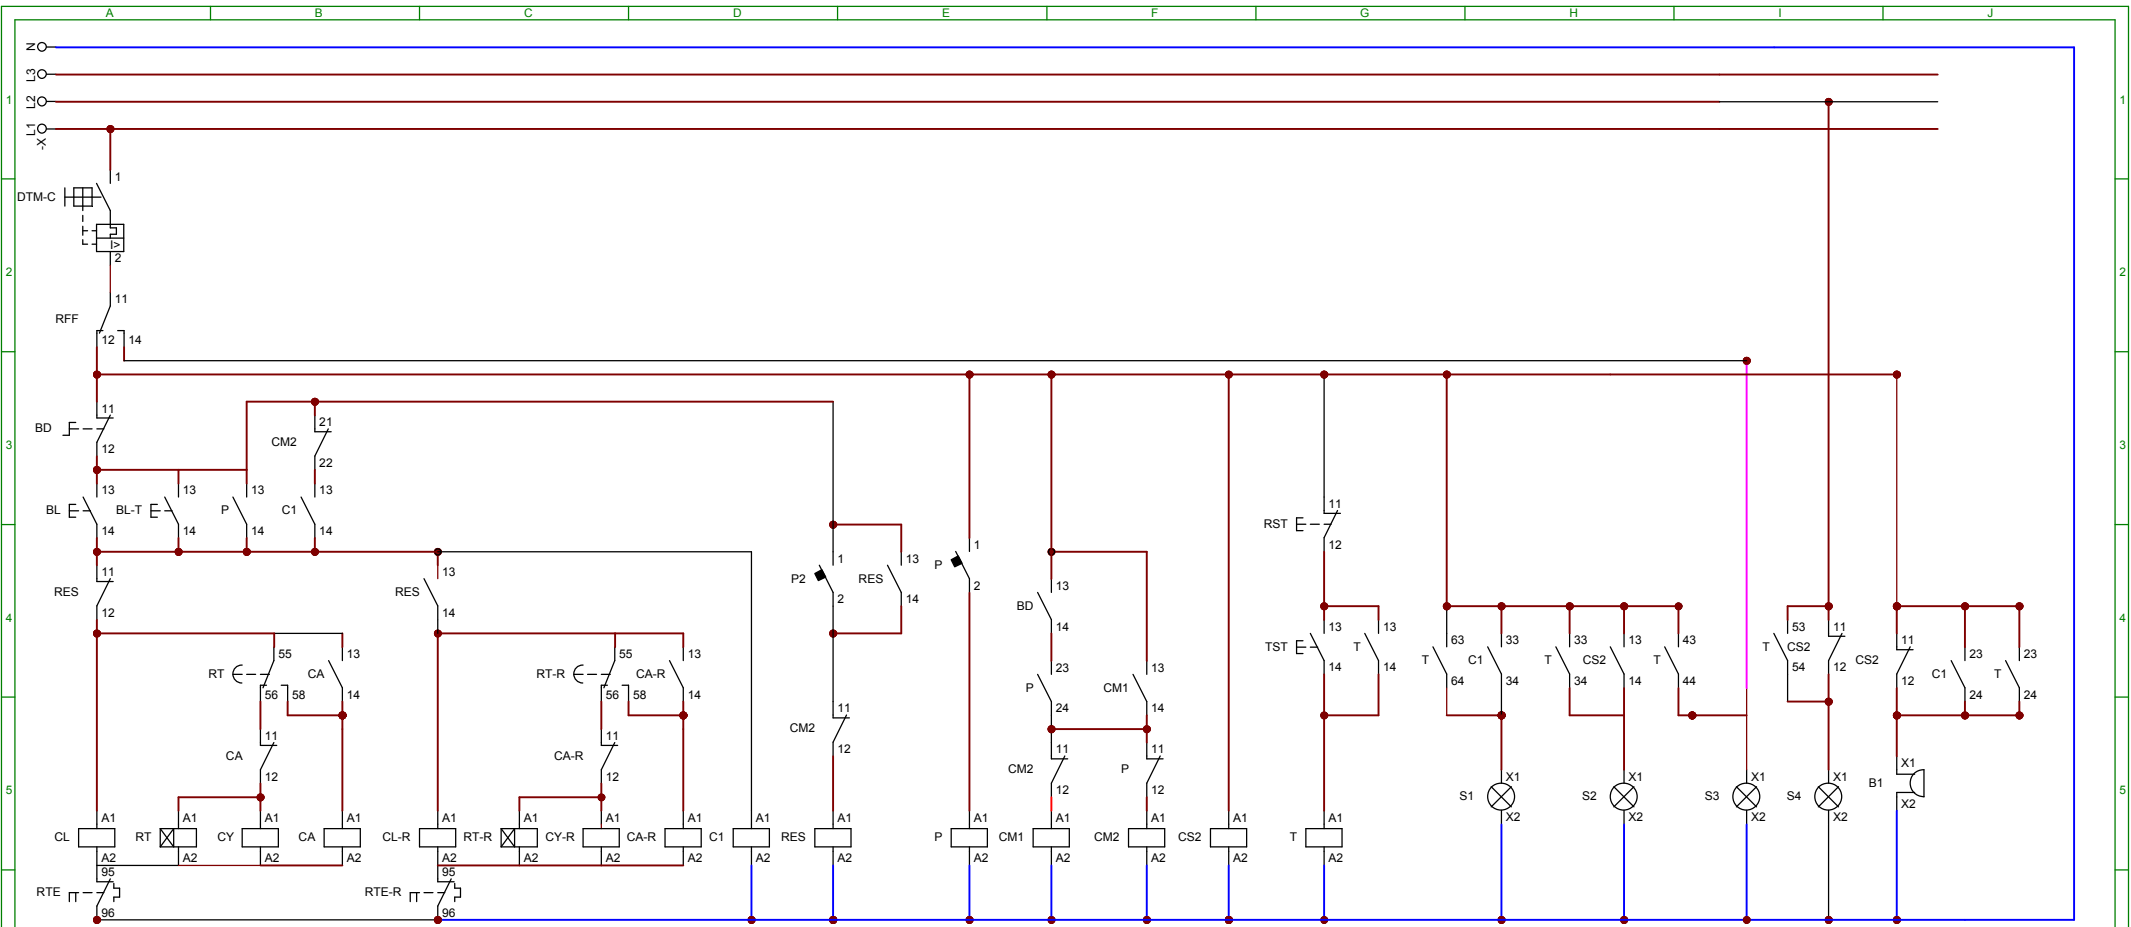 A B C D E F G H I J
N
L3
1 L2 1
L1
-X
1
DTM-C
I>
2
2 2
11
RFF
12 14
11
BD
12
21
CM2
22
3 3
13 13 13 13
BL BL-T P C1
14 14 14 14
11
RST
12
11 13
RES RES
12 14
1 13
P2 RES
2 14
1
P
2
13
BD
14
4 4
55 13
RT CA
56 58 14
55 13
RT-R CA-R
56 58 14
23 13
P CM1
24 14
13 13
TST T
14 14
63 33
T C1
64 34
33 13 43
T CS2 T
34 14 44
53 11
T CS2
54 12
11 23 23
CS2 C1 T
12 24 24
11
CA
12
11
CA-R
12
11
CM2
12
11 11
CM2 P
12 12
5 5
X1 X1 X1 X1 X1
S1 S2 S3 S4 B1
X2 X2 X2 X2 X2
A1 A1 A1 A1 A1 A1 A1 A1 A1 A1 A1 A1 A1 A1 A1
CL RT CY CA CL-R RT-R CY-R CA-R C1 RES P CM1 CM2 CS2 T
A2 A2 A2 A2 A2 A2 A2 A2 A2 A2 A2 A2 A2 A2 A2
95 95
RTE RTE-R
96 96